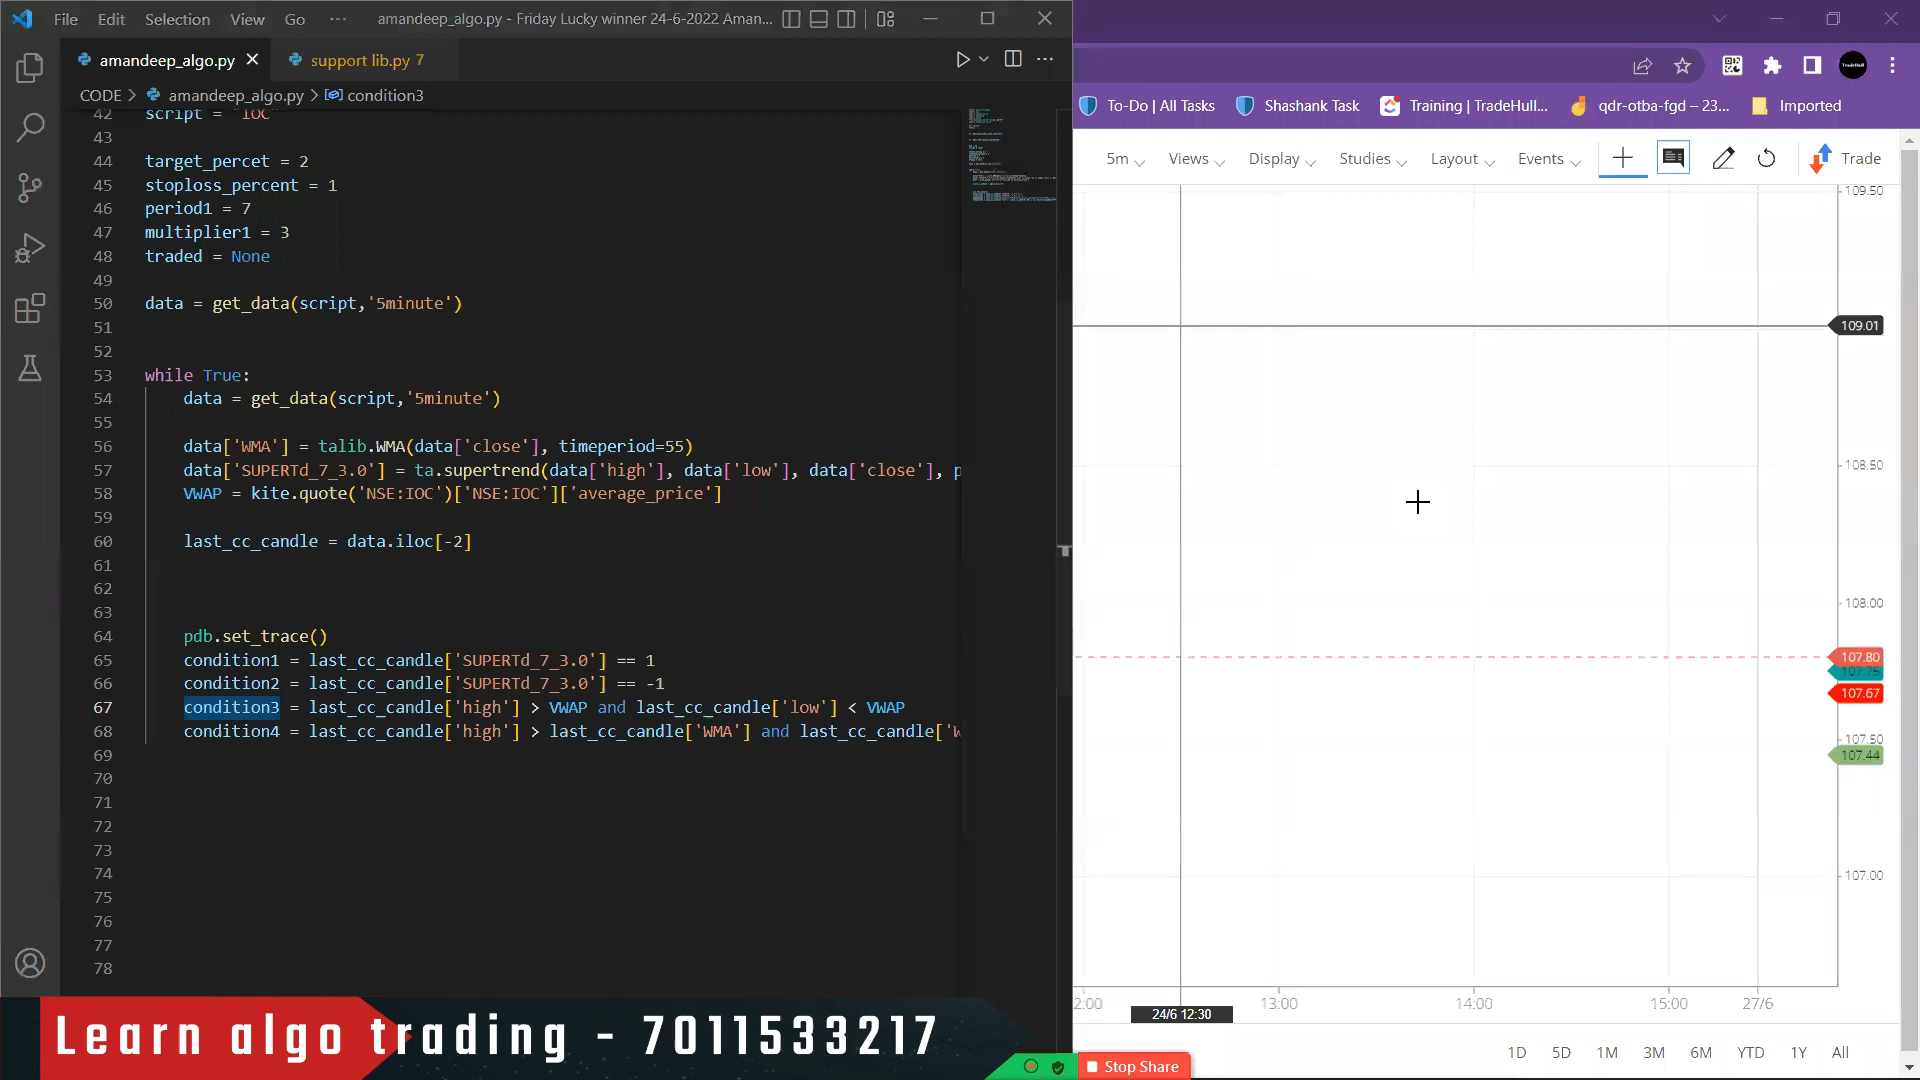 File Edit Selection View Go ··· amandeep_algo.py - Friday Lucky winner 24-6-2022 Aman...
amandeep_algo.py support lib.py 7
CODE > amandeep_algo.py > condition3
42 script = "IOC"
43
44 target_percet = 2
45 stoploss_percent = 1
46 period1 = 7
47 multiplier1 = 3
48 traded = None
49
50 data = get_data(script,'5minute')
51
52
53 while True:
54 data = get_data(script,'5minute')
55
56 data['WMA'] = talib.WMA(data['close'], timeperiod=55)
57 data['SUPERTd_7_3.0'] = ta.supertrend(data['high'], data['low'], data['close'], p
58 VWAP = kite.quote('NSE:IOC')['NSE:IOC']['average_price']
59
60 last_cc_candle = data.iloc[-2]
61
62
63
64 pdb.set_trace()
65 condition1 = last_cc_candle['SUPERTd_7_3.0'] == 1
66 condition2 = last_cc_candle['SUPERTd_7_3.0'] == -1
67 condition3 = last_cc_candle['high'] > VWAP and last_cc_candle['low'] < VWAP
68 condition4 = last_cc_candle['high'] > last_cc_candle['WMA'] and last_cc_candle['W
69
70
71
72
73
74
75
76
77
78
TradeHull
To-Do | All Tasks Shashank Task Training | TradeHull... qdr-otba-fgd – 23... Imported
5m Views Display Studies Layout Events Trade
109.50
109.01
108.50
108.00
107.80
107.75
107.67
107.50
107.44
107.00
2:00 13:00 14:00 15:00 27/6
24/6 12:30
1D 5D 1M 3M 6M YTD 1Y All
Learn algo trading - 7011533217
Stop Share